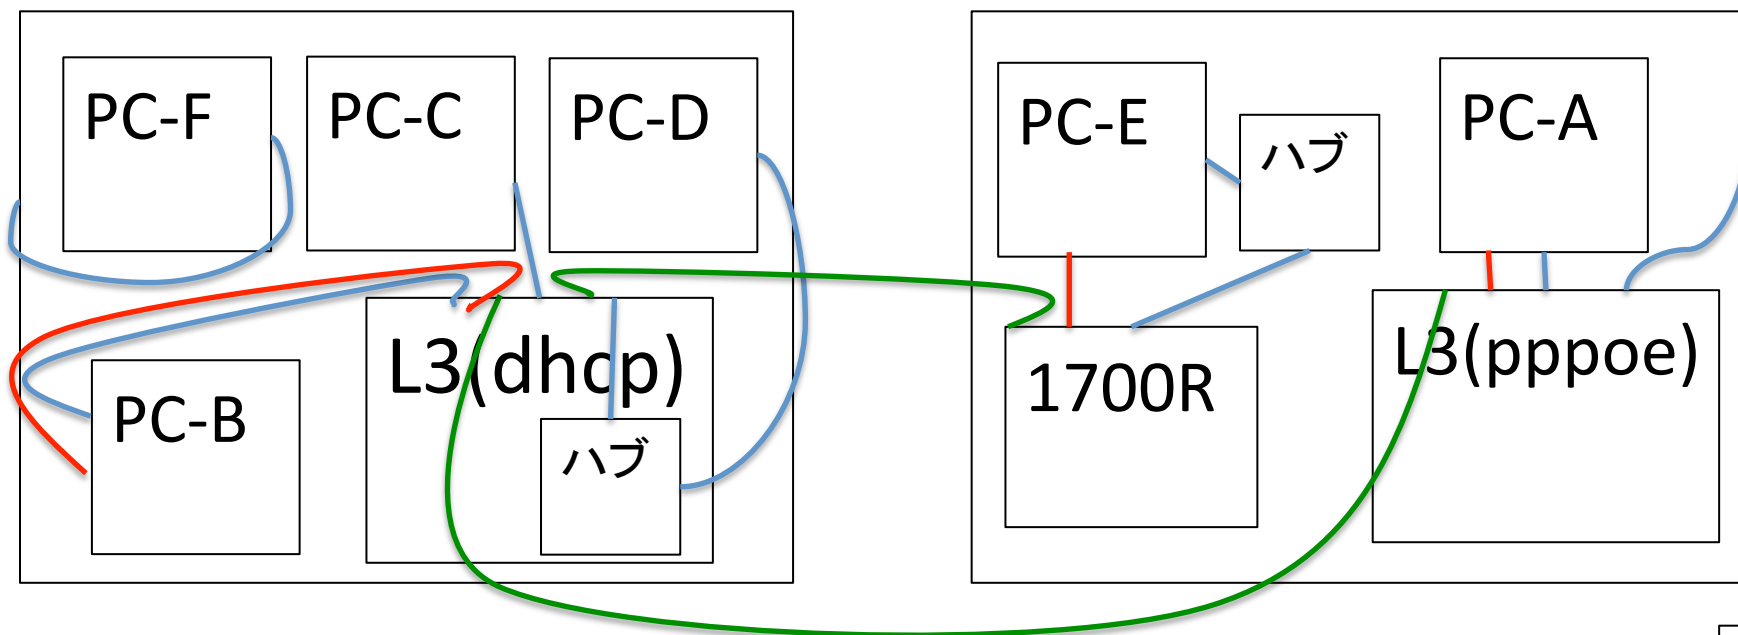 PC-F
PC-C
PC-D
PC-B
L3(dhcp)
ハブ
PC-E
ハブ
PC-A
1700R
L3(pppoe)